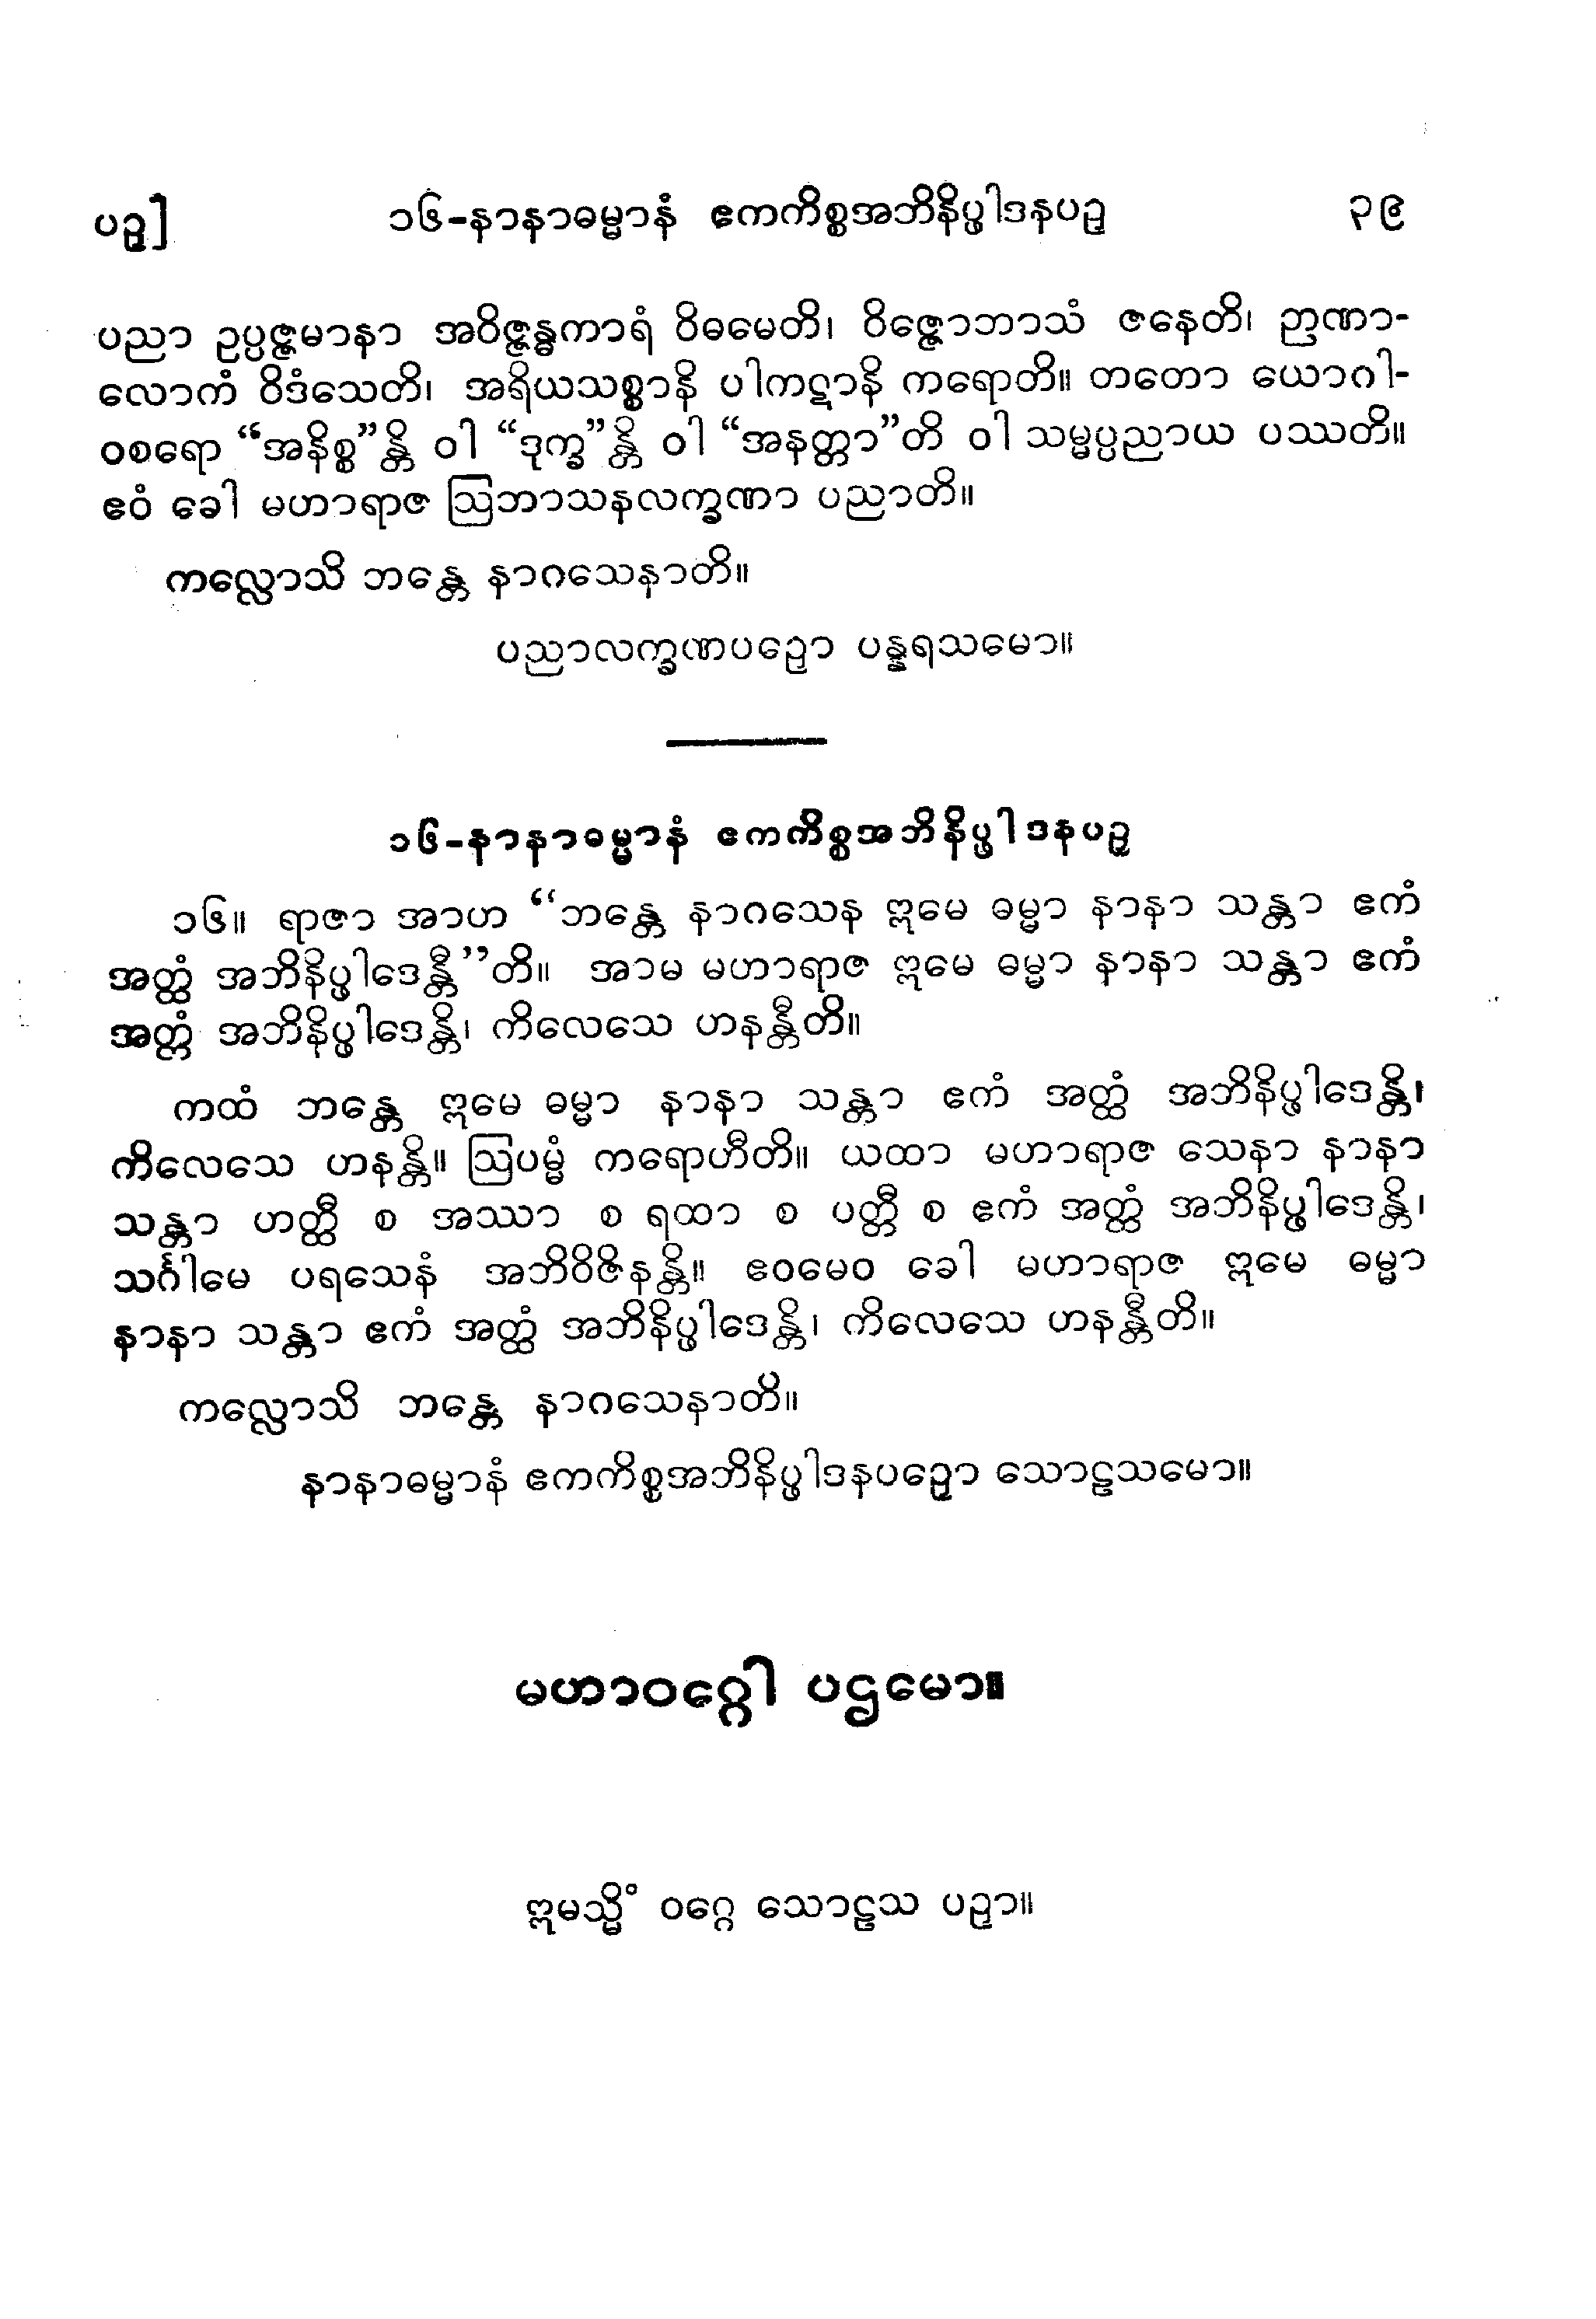 ပဉှ]
၁၆-နာနာဓမ္မာနံ ဧကကိစ္စအဘိနိပ္ဖါဒနပဉှ
၃၉
ပညာ ဥပ္ပဇ္ဇမာနာ အဝိဇ္ဇန္ဓကာရံ ဝိဓမေတိ၊ ဝိဇ္ဇောဘာသံ ဇနေတိ၊ ဉာဏာ-
လောကံ ဝိဒံသေတိ၊ အရိယသစ္စာနိ ပါကဋာနိ ကရောတိ။ တတော ယောဂါ-
ဝစရော “အနိစ္စ”န္တိ ဝါ “ဒုက္ခ”န္တိ ဝါ “အနတ္တာ”တိ ဝါ သမ္မပ္ပညာယ ပဿတိ။
ဧဝံ ခေါ မဟာရာဇ ဩဘာသနလက္ခဏာ ပညာတိ။
ကလ္လောသိ ဘန္တေ နာဂသေနာတိ။
ပညာလက္ခဏပဉှော ပန္နရသမော။
၁၆-နာနာဓမ္မာနံ ဧကကိစ္စအဘိနိပ္ဖါဒနပဉှ
၁၆။ ရာဇာ အာဟ “ဘန္တေ နာဂသေန ဣမေ ဓမ္မာ နာနာ သန္တာ ဧကံ
အတ္ထံ အဘိနိပ္ဖါဒေန္တီ”တိ။ အာမ မဟာရာဇ ဣမေ ဓမ္မာ နာနာ သန္တာ ဧကံ
အတ္တံ အဘိနိပ္ဖါဒေန္တိ၊ ကိလေသေ ဟနန္တီတိ။
ကထံ ဘန္တေ ဣမေ ဓမ္မာ နာနာ သန္တာ ဧကံ အတ္ထံ အဘိနိပ္ဖါဒေန္တိ၊
ကိလေသေ ဟနန္တိ။ ဩပမ္မံ ကရောဟီတိ။ ယထာ မဟာရာဇ သေနာ နာနာ
သန္တာ ဟတ္ထီ စ အဿာ စ ရထာ စ ပတ္တီ စ ဧကံ အတ္ထံ အဘိနိပ္ဖါဒေန္တိ၊
သင်္ဂါမေ ပရသေနံ အဘိဝိဇိနန္တိ။ ဧဝမေဝ ခေါ မဟာရာဇ ဣမေ ဓမ္မာ
နာနာ သန္တာ ဧကံ အတ္ထံ အဘိနိပ္ဖါဒေန္တိ၊ ကိလေသေ ဟနန္တီတိ။
ကလ္လောသိ ဘန္တေ နာဂသေနာတိ။
နာနာဓမ္မာနံ ဧကကိစ္စအဘိနိပ္ဖါဒနပဉှော သောဠသမော။
မဟာဝဂ္ဂေါ ပဌမော။
ဣမသ္မိံ ဝဂ္ဂေ သောဠသ ပဉှာ။